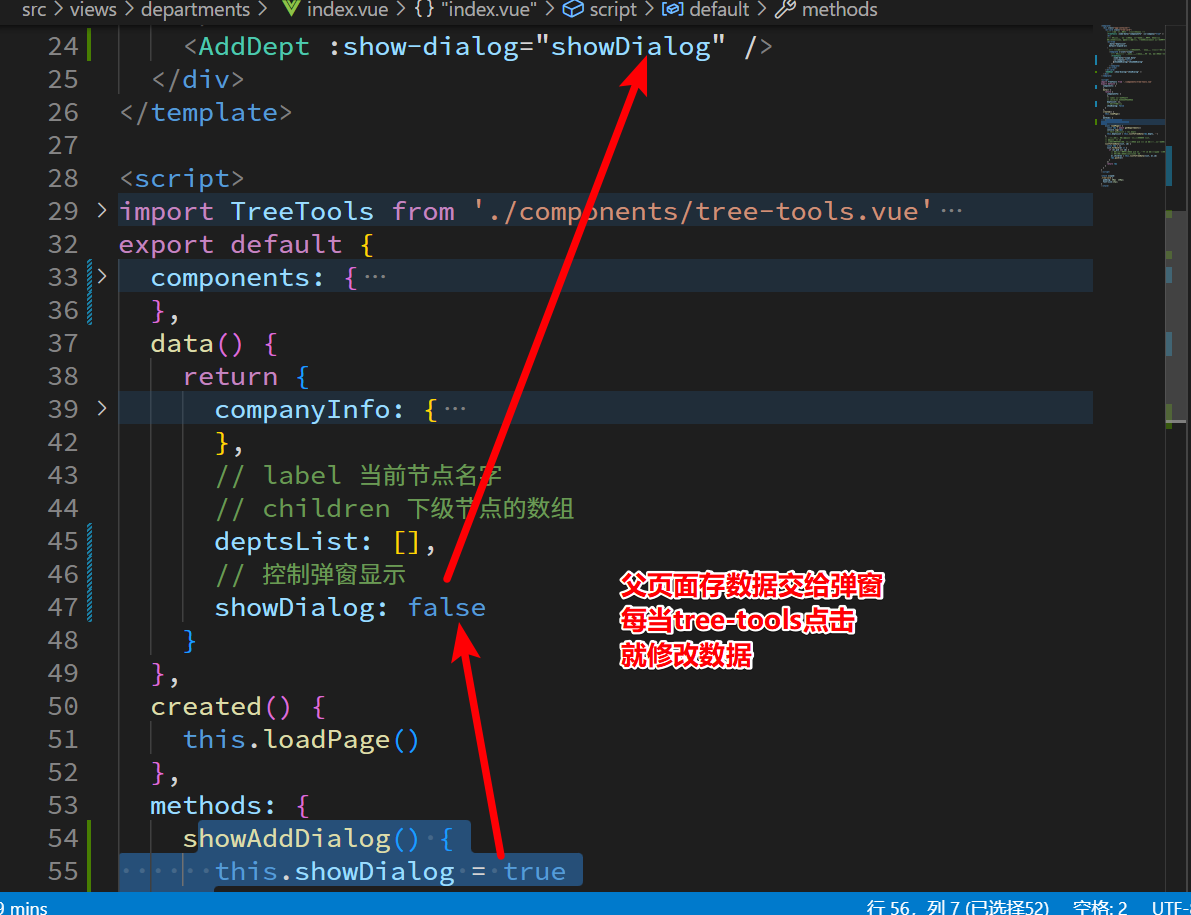 src > views > departments > index.vue > {} "index.vue" > script > default > methods
24 <AddDept :show-dialog="showDialog" />
25 </div>
26 </template>
27
28 <script>
29 import TreeTools from './components/tree-tools.vue'···
32 export default {
33 components: {···
36 },
37 data() {
38 return {
39 companyInfo: {···
42 },
43 // label 当前节点名字
44 // children 下级节点的数组
45 deptsList: [],
46 // 控制弹窗显示
47 showDialog: false
48 }
49 },
50 created() {
51 this.loadPage()
52 },
53 methods: {
54 showAddDialog() {
55 this.showDialog = true
父页面存数据交给弹窗
每当tree-tools点击
就修改数据
9 mins 行 56，列 7 (已选择52) 空格: 2 UTF-